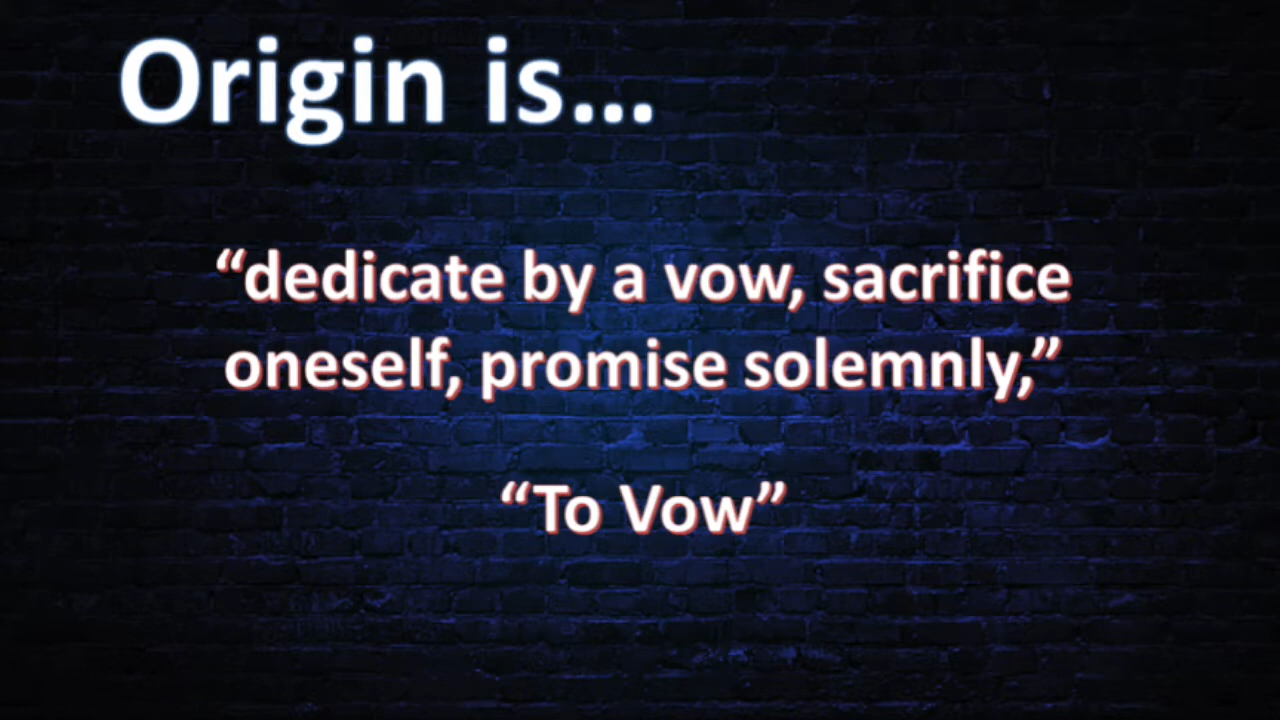 Origin is...
“dedicate by a vow, sacrifice
oneself, promise solemnly,”
“To Vow”